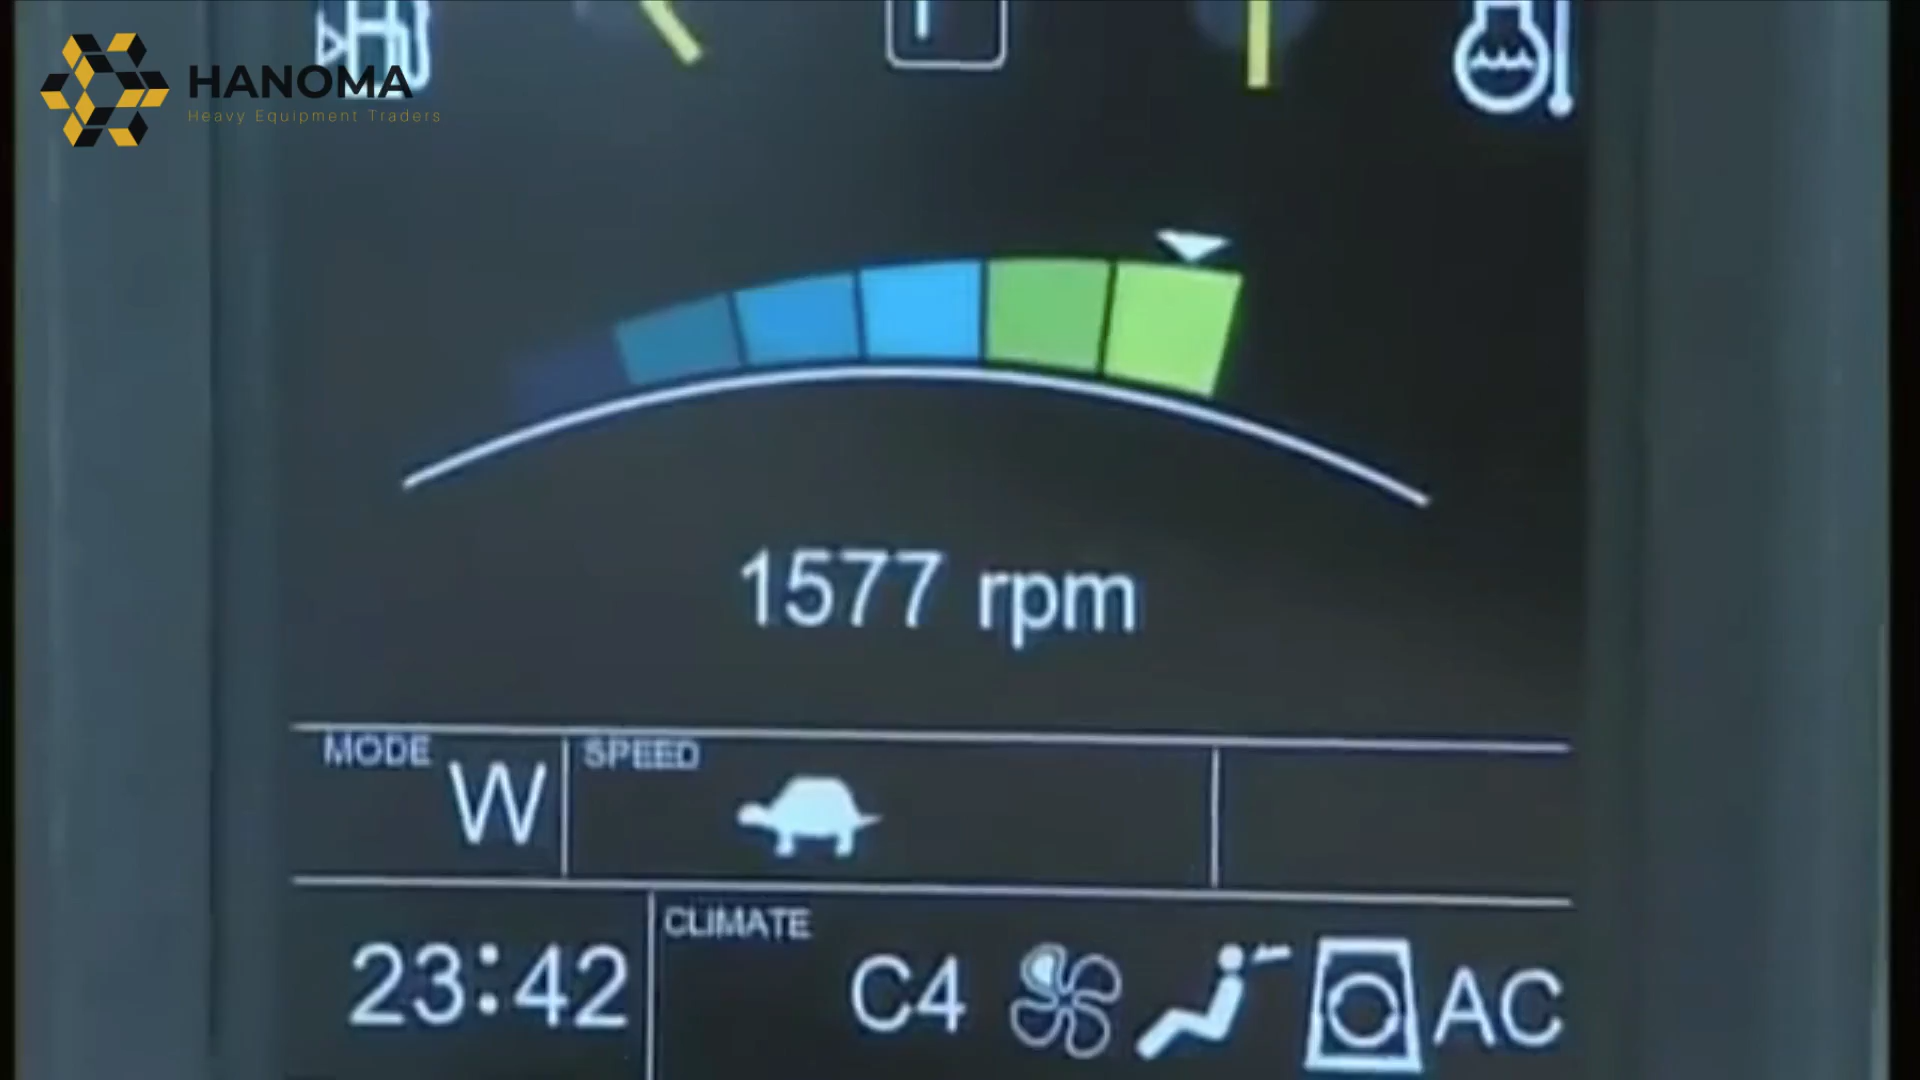 HANOMA
Heavy Equipment Traders
1577 rpm
MODE
W
SPEED
23:42
CLIMATE
C4
AC